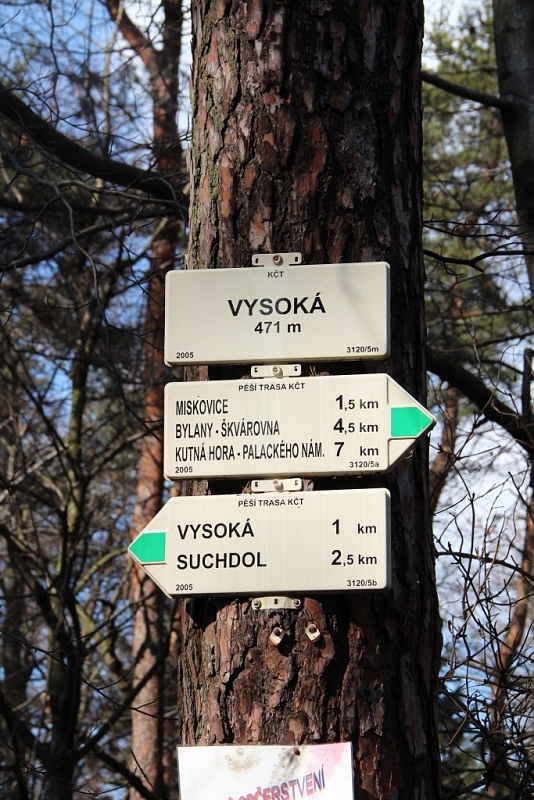 KČT
VYSOKÁ
471 m
2005 3120/5m
PĚŠÍ TRASA KČT
MISKOVICE 1,5 km
BYLANY - ŠKVÁROVNA 4,5 km
KUTNÁ HORA - PALACKÉHO NÁM. 7 km
2005 3120/5a
PĚŠÍ TRASA KČT
VYSOKÁ 1 km
SUCHDOL 2,5 km
2005 3120/5b
OBČERSTVENÍ